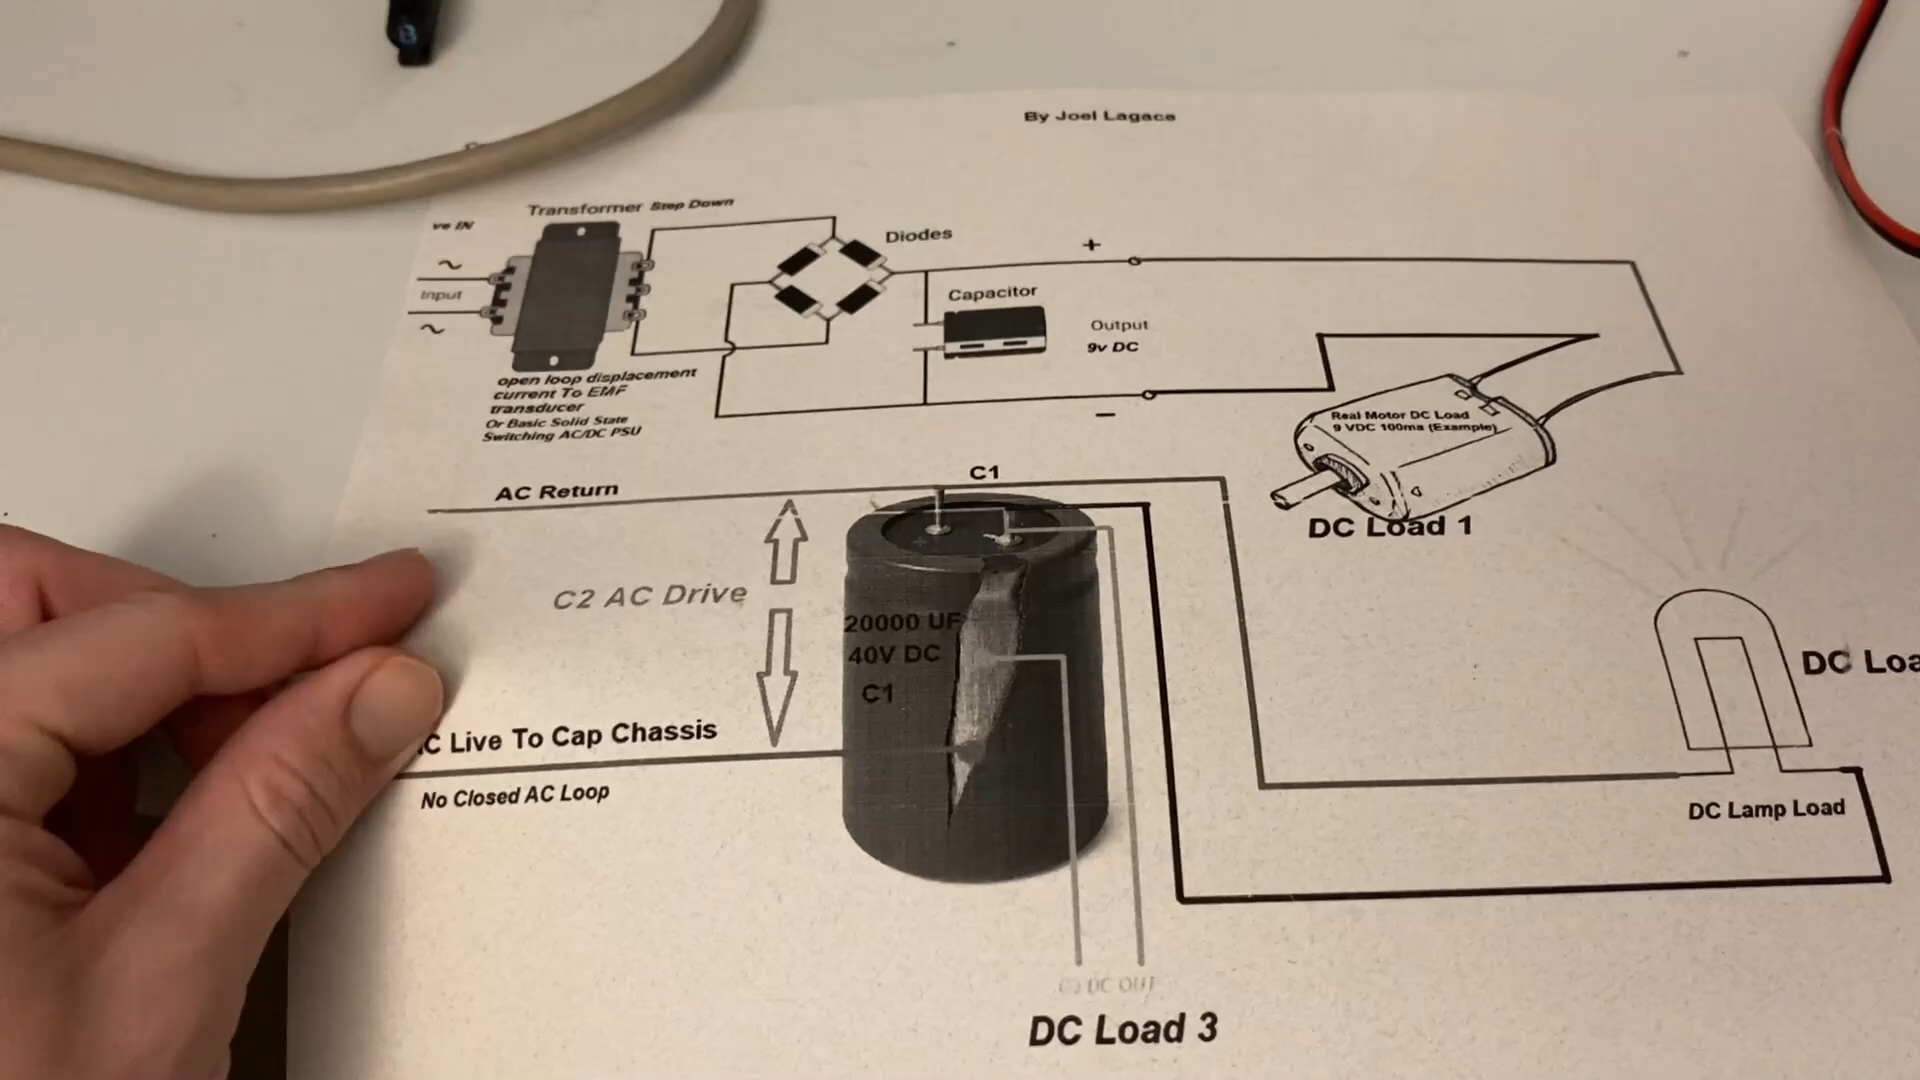 By Joel Lagace
Transformer Step Down
ve IN
Input
Diodes
+
Capacitor
Output
9v DC
−
open loop displacement
current To EMF
transducer
Or Basic Solid State
Switching AC/DC PSU
Real Motor DC Load
9 VDC 100ma (Example)
DC Load 1
AC Return
C1
C2 AC Drive
20000 UF
40V DC
C1
C Live To Cap Chassis
No Closed AC Loop
DC Loa
DC Lamp Load
DC OUT
DC Load 3